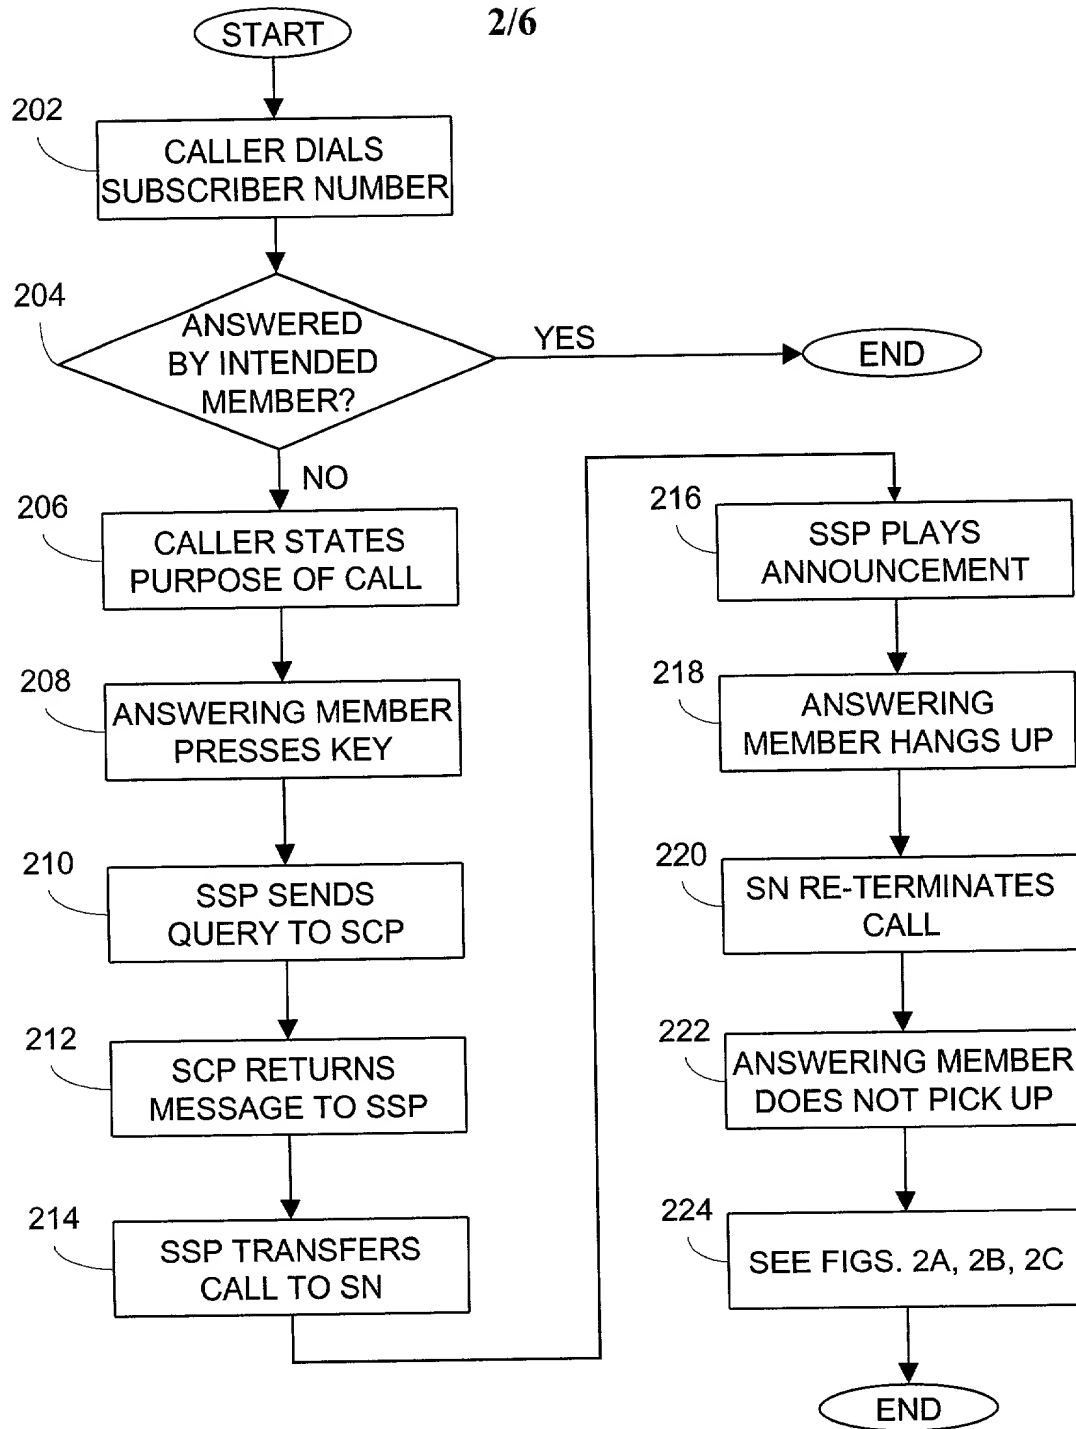 2/6
START
202
CALLER DIALS
SUBSCRIBER NUMBER
204
ANSWERED
BY INTENDED
MEMBER?
YES
END
NO
206
CALLER STATES
PURPOSE OF CALL
208
ANSWERING MEMBER
PRESSES KEY
210
SSP SENDS
QUERY TO SCP
212
SCP RETURNS
MESSAGE TO SSP
214
SSP TRANSFERS
CALL TO SN
216
SSP PLAYS
ANNOUNCEMENT
218
ANSWERING
MEMBER HANGS UP
220
SN RE-TERMINATES
CALL
222
ANSWERING MEMBER
DOES NOT PICK UP
224
SEE FIGS. 2A, 2B, 2C
END